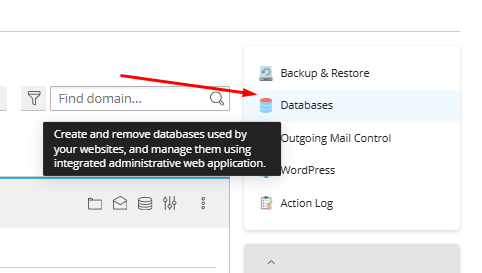 Backup & Restore
Find domain...
Databases
Create and remove databases used by
your websites, and manage them using
integrated administrative web application.
Outgoing Mail Control
WordPress
Action Log